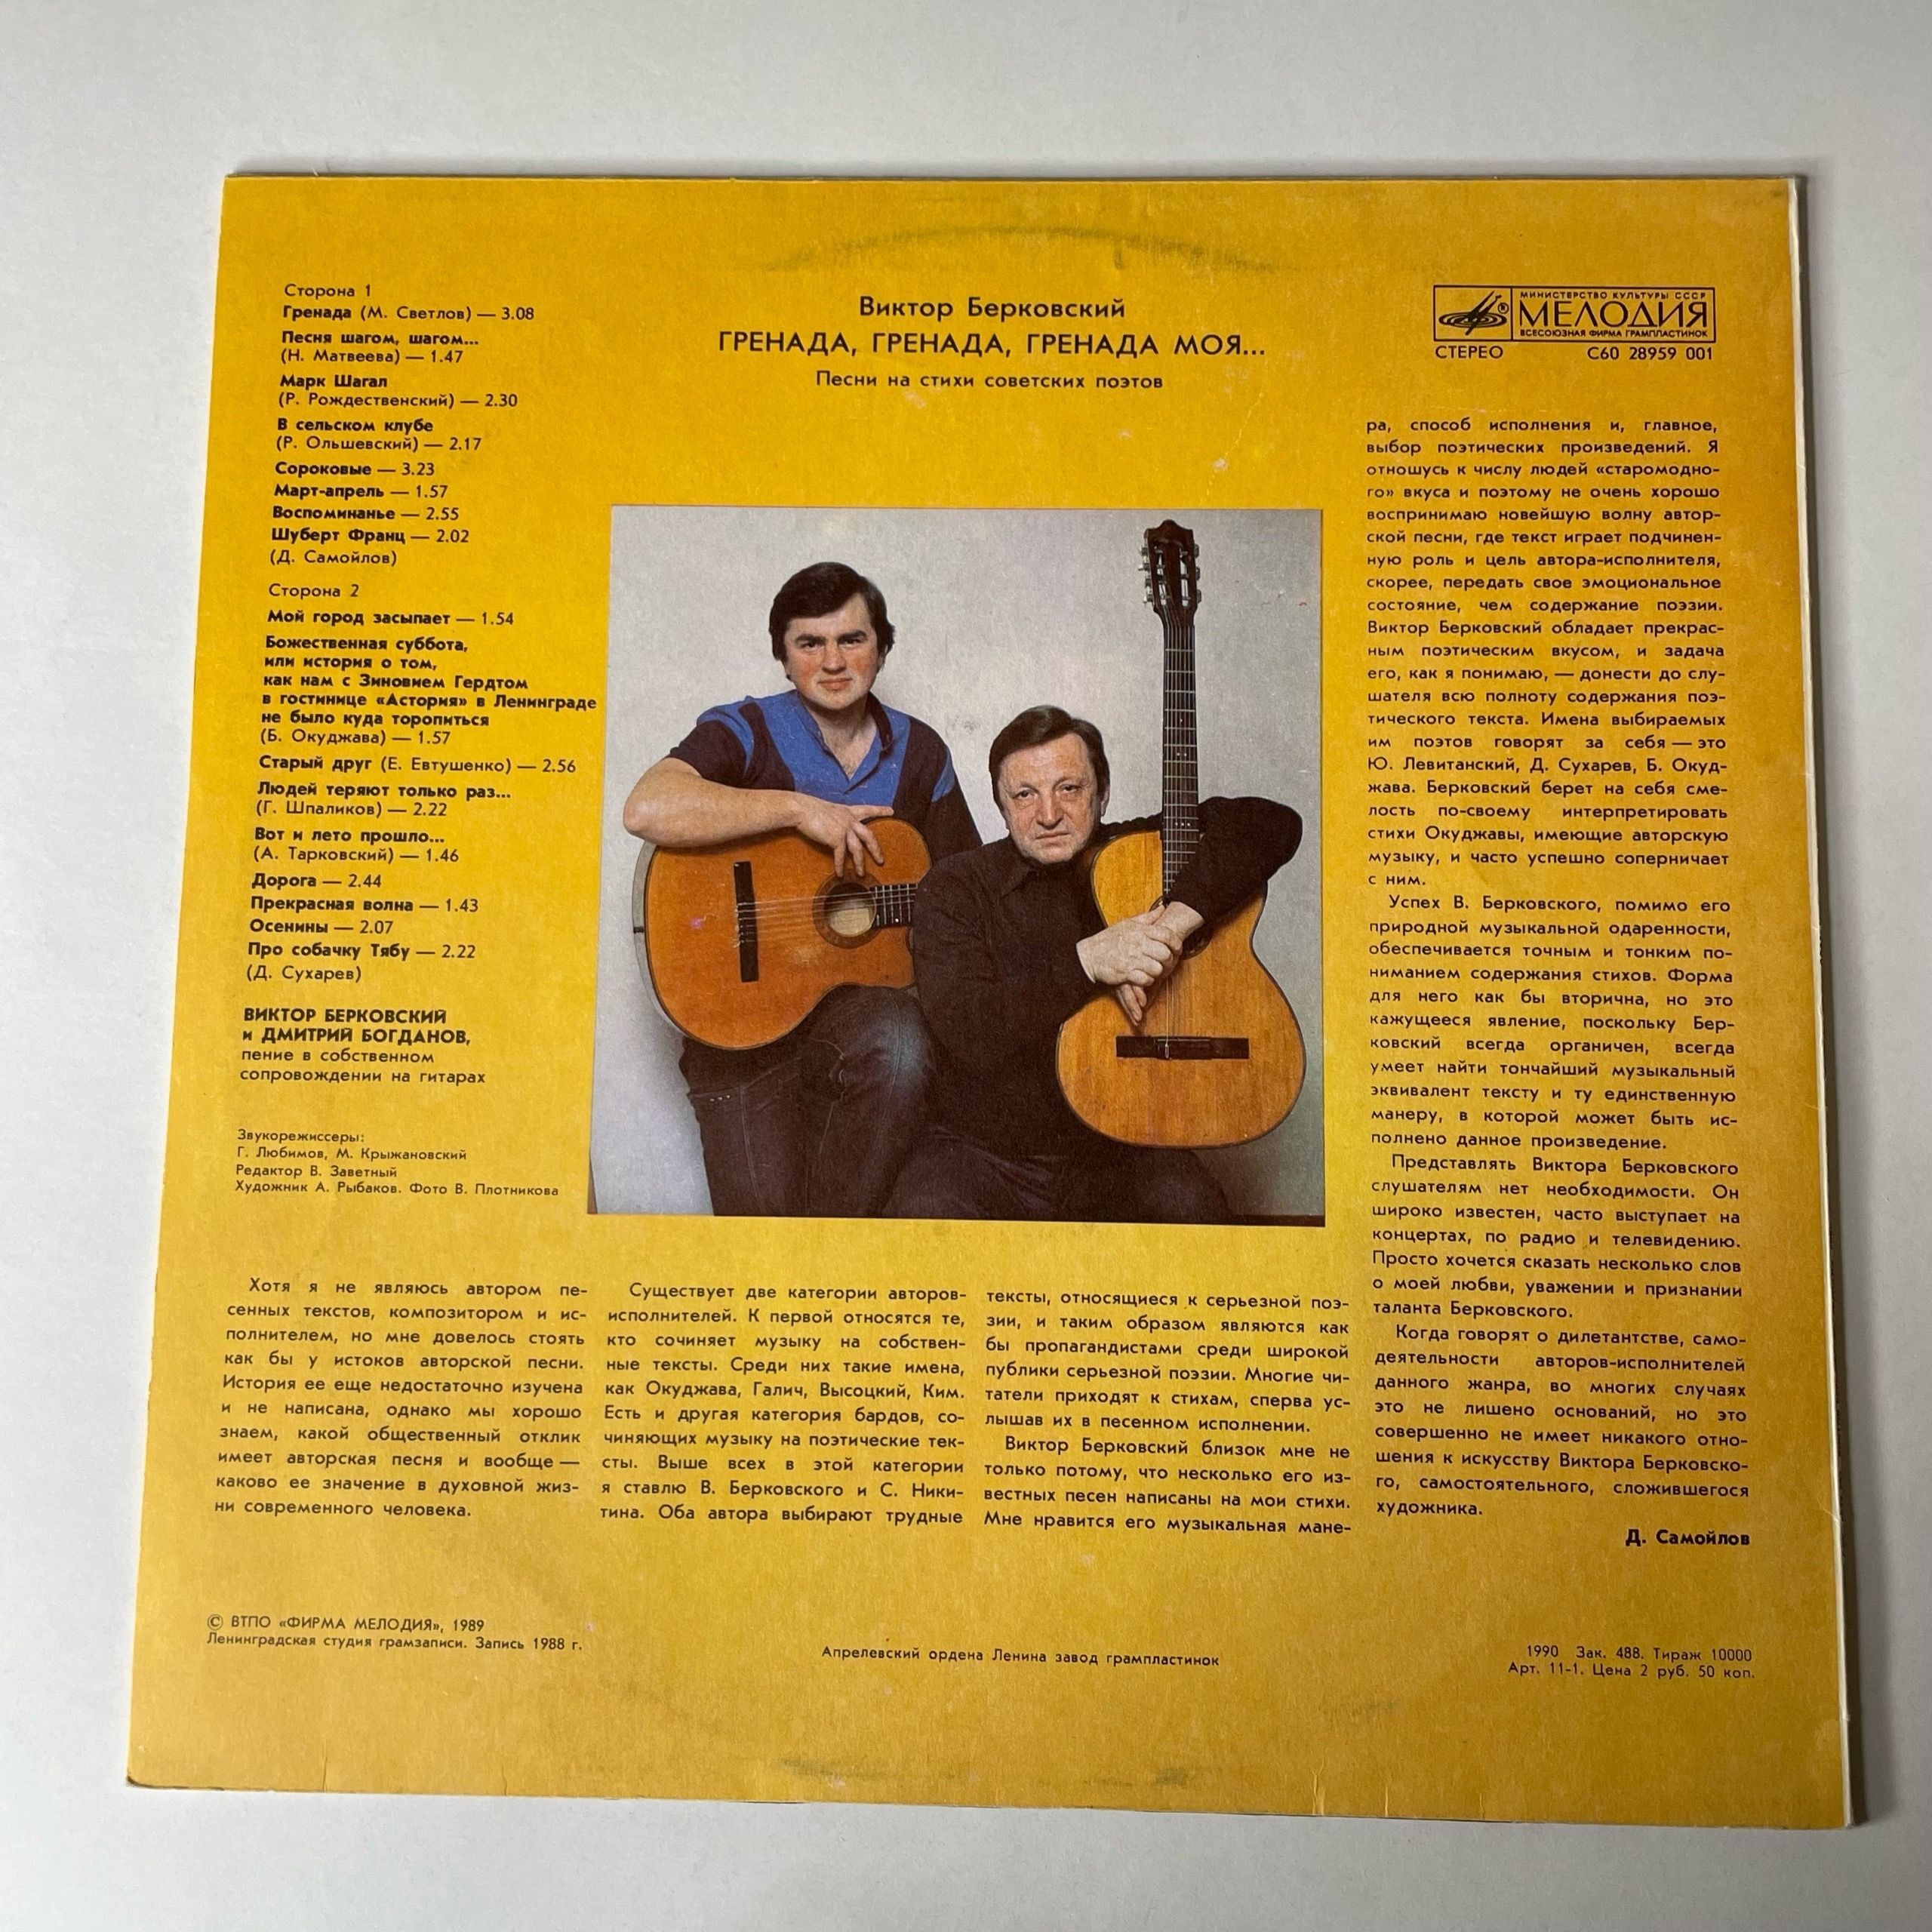 Сторона 1
Гренада (М. Светлов) — 3.08
Песня шагом, шагом...
(Н. Матвеева) — 1.47
Марк Шагал
(Р. Рождественский) — 2.30
В сельском клубе
(Р. Ольшевский) — 2.17
Сороковые — 3.23
Март-апрель — 1.57
Воспоминанье — 2.55
Шуберт Франц — 2.02
(Д. Самойлов)
Сторона 2
Мой город засыпает — 1.54
Божественная суббота,
или история о том,
как нам с Зиновием Гердтом
в гостинице «Астория» в Ленинграде
не было куда торопиться
(Б. Окуджава) — 1.57
Старый друг (Е. Евтушенко) — 2.56
Людей теряют только раз...
(Г. Шпаликов) — 2.22
Вот и лето прошло...
(А. Тарковский) — 1.46
Дорога — 2.44
Прекрасная волна — 1.43
Осенины — 2.07
Про собачку Тябу — 2.22
(Д. Сухарев)
ВИКТОР БЕРКОВСКИЙ
и ДМИТРИЙ БОГДАНОВ,
пение в собственном
сопровождении на гитарах
Звукорежиссеры:
Г. Любимов, М. Крыжановский
Редактор В. Заветный
Художник А. Рыбаков. Фото В. Плотникова
Виктор Берковский
ГРЕНАДА, ГРЕНАДА, ГРЕНАДА МОЯ...
Песни на стихи советских поэтов
МИНИСТЕРСТВО КУЛЬТУРЫ СССР
МЕЛОДИЯ
ВСЕСОЮЗНАЯ ФИРМА ГРАМПЛАСТИНОК
СТЕРЕО С60 28959 001
Хотя я не являюсь автором пе-
сенных текстов, композитором и ис-
полнителем, но мне довелось стоять
как бы у истоков авторской песни.
История ее еще недостаточно изучена
и не написана, однако мы хорошо
знаем, какой общественный отклик
имеет авторская песня и вообще —
каково ее значение в духовной жиз-
ни современного человека.
Существует две категории авторов-
исполнителей. К первой относятся те,
кто сочиняет музыку на собствен-
ные тексты. Среди них такие имена,
как Окуджава, Галич, Высоцкий, Ким.
Есть и другая категория бардов, со-
чиняющих музыку на поэтические тек-
сты. Выше всех в этой категории
я ставлю В. Берковского и С. Ники-
тина. Оба автора выбирают трудные
тексты, относящиеся к серьезной поэ-
зии, и таким образом являются как
бы пропагандистами среди широкой
публики серьезной поэзии. Многие чи-
татели приходят к стихам, сперва ус-
лышав их в песенном исполнении.
Виктор Берковский близок мне не
только потому, что несколько его из-
вестных песен написаны на мои стихи.
Мне нравится его музыкальная мане-
ра, способ исполнения и, главное,
выбор поэтических произведений. Я
отношусь к числу людей «старомодно-
го» вкуса и поэтому не очень хорошо
воспринимаю новейшую волну автор-
ской песни, где текст играет подчинен-
ную роль и цель автора-исполнителя,
скорее, передать свое эмоциональное
состояние, чем содержание поэзии.
Виктор Берковский обладает прекрас-
ным поэтическим вкусом, и задача
его, как я понимаю, — донести до слу-
шателя всю полноту содержания поэ-
тического текста. Имена выбираемых
им поэтов говорят за себя — это
Ю. Левитанский, Д. Сухарев, Б. Окуд-
жава. Берковский берет на себя сме-
лость по-своему интерпретировать
стихи Окуджавы, имеющие авторскую
музыку, и часто успешно соперничает
с ним.
Успех В. Берковского, помимо его
природной музыкальной одаренности,
обеспечивается точным и тонким по-
ниманием содержания стихов. Форма
для него как бы вторична, но это
кажущееся явление, поскольку Бер-
ковский всегда органичен, всегда
умеет найти тончайший музыкальный
эквивалент тексту и ту единственную
манеру, в которой может быть ис-
полнено данное произведение.
Представлять Виктора Берковского
слушателям нет необходимости. Он
широко известен, часто выступает на
концертах, по радио и телевидению.
Просто хочется сказать несколько слов
о моей любви, уважении и признании
таланта Берковского.
Когда говорят о дилетантстве, само-
деятельности авторов-исполнителей
данного жанра, во многих случаях
это не лишено оснований, но это
совершенно не имеет никакого отно-
шения к искусству Виктора Берковско-
го, самостоятельного, сложившегося
художника.
Д. Самойлов
© ВТПО «ФИРМА МЕЛОДИЯ», 1989
Ленинградская студия грамзаписи. Запись 1988 г.
Апрелевский ордена Ленина завод грампластинок
1990 Зак. 488. Тираж 10000
Арт. 11-1. Цена 2 руб. 50 коп.